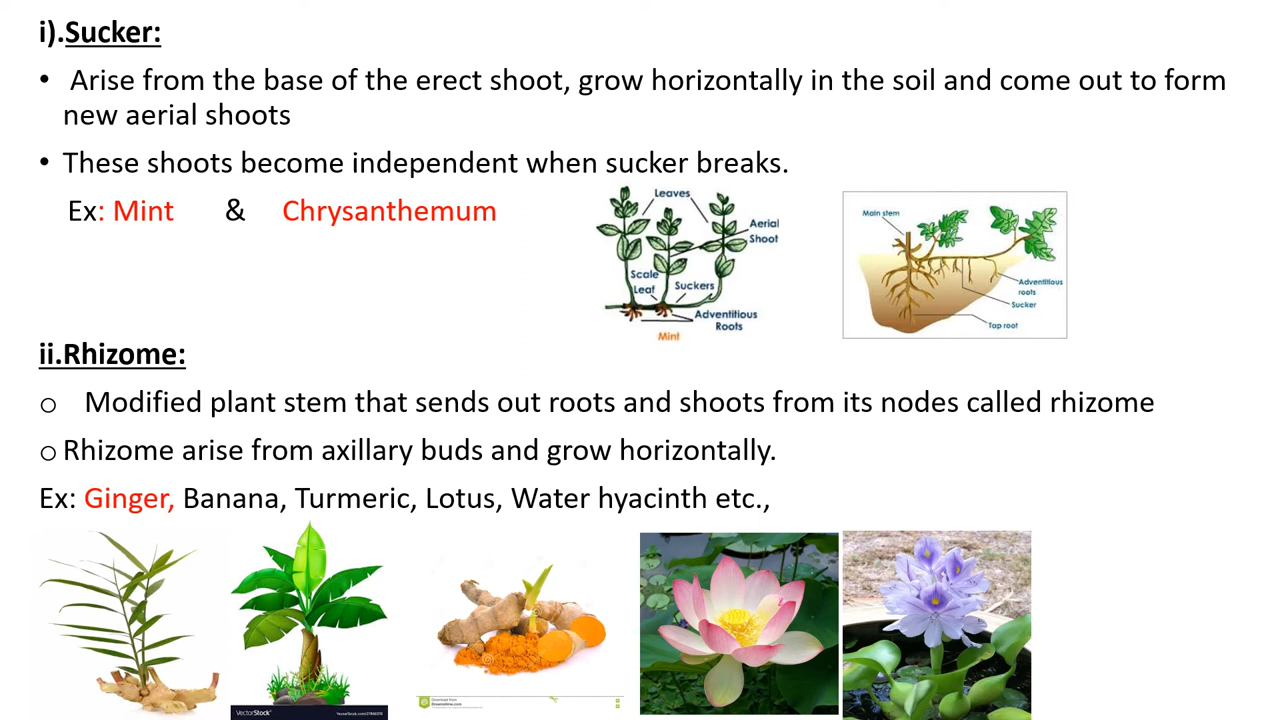 i).Sucker:
• Arise from the base of the erect shoot, grow horizontally in the soil and come out to form
new aerial shoots
• These shoots become independent when sucker breaks.
Ex: Mint & Chrysanthemum
Leaves
Aerial
Shoot
Scale
Leaf
Suckers
Adventitious
Roots
Mint
Main stem
Adventitious
roots
Sucker
Tap root
ii.Rhizome:
o Modified plant stem that sends out roots and shoots from its nodes called rhizome
o Rhizome arise from axillary buds and grow horizontally.
Ex: Ginger, Banana, Turmeric, Lotus, Water hyacinth etc.,
VectorStock
Download from
Dreamstime.com